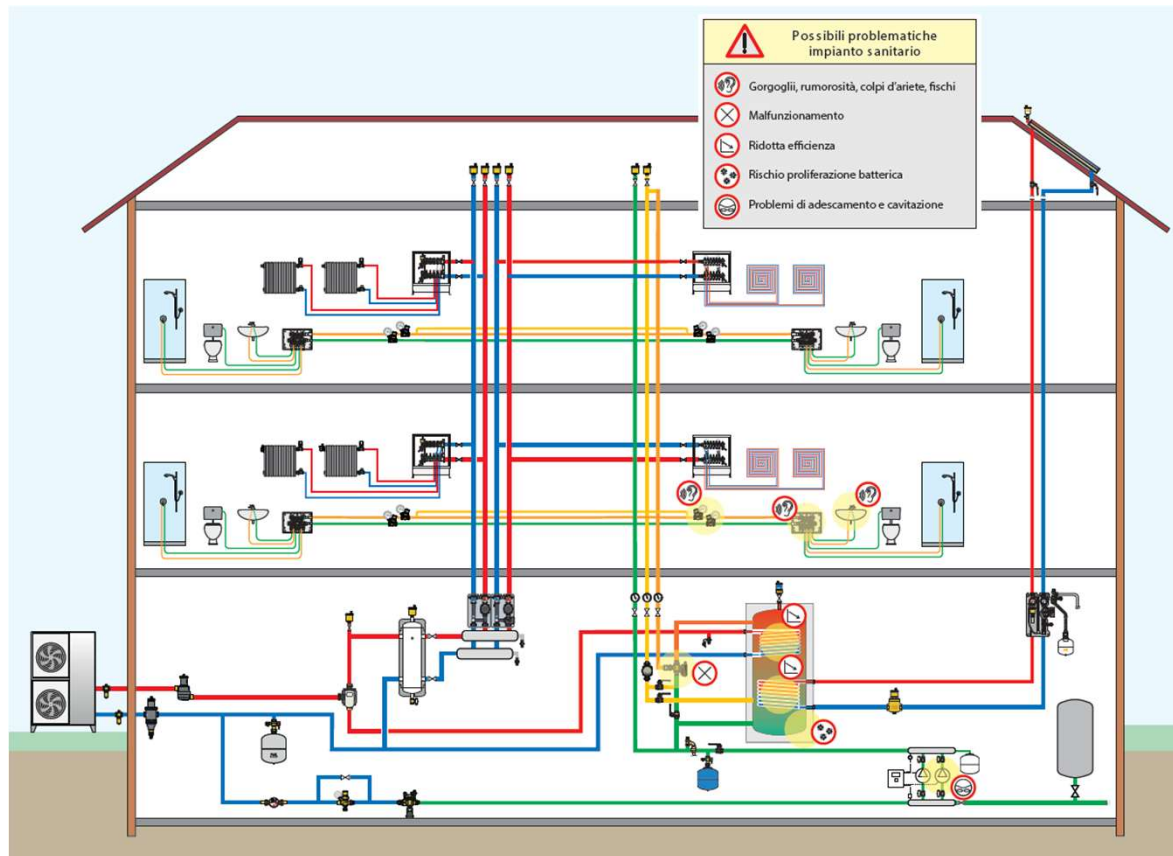 Possibili problematiche
impianto sanitario
Gorgoglii, rumorosità, colpi d'ariete, fischi
Malfunzionamento
Ridotta efficienza
Rischio proliferazione batterica
Problemi di adescamento e cavitazione